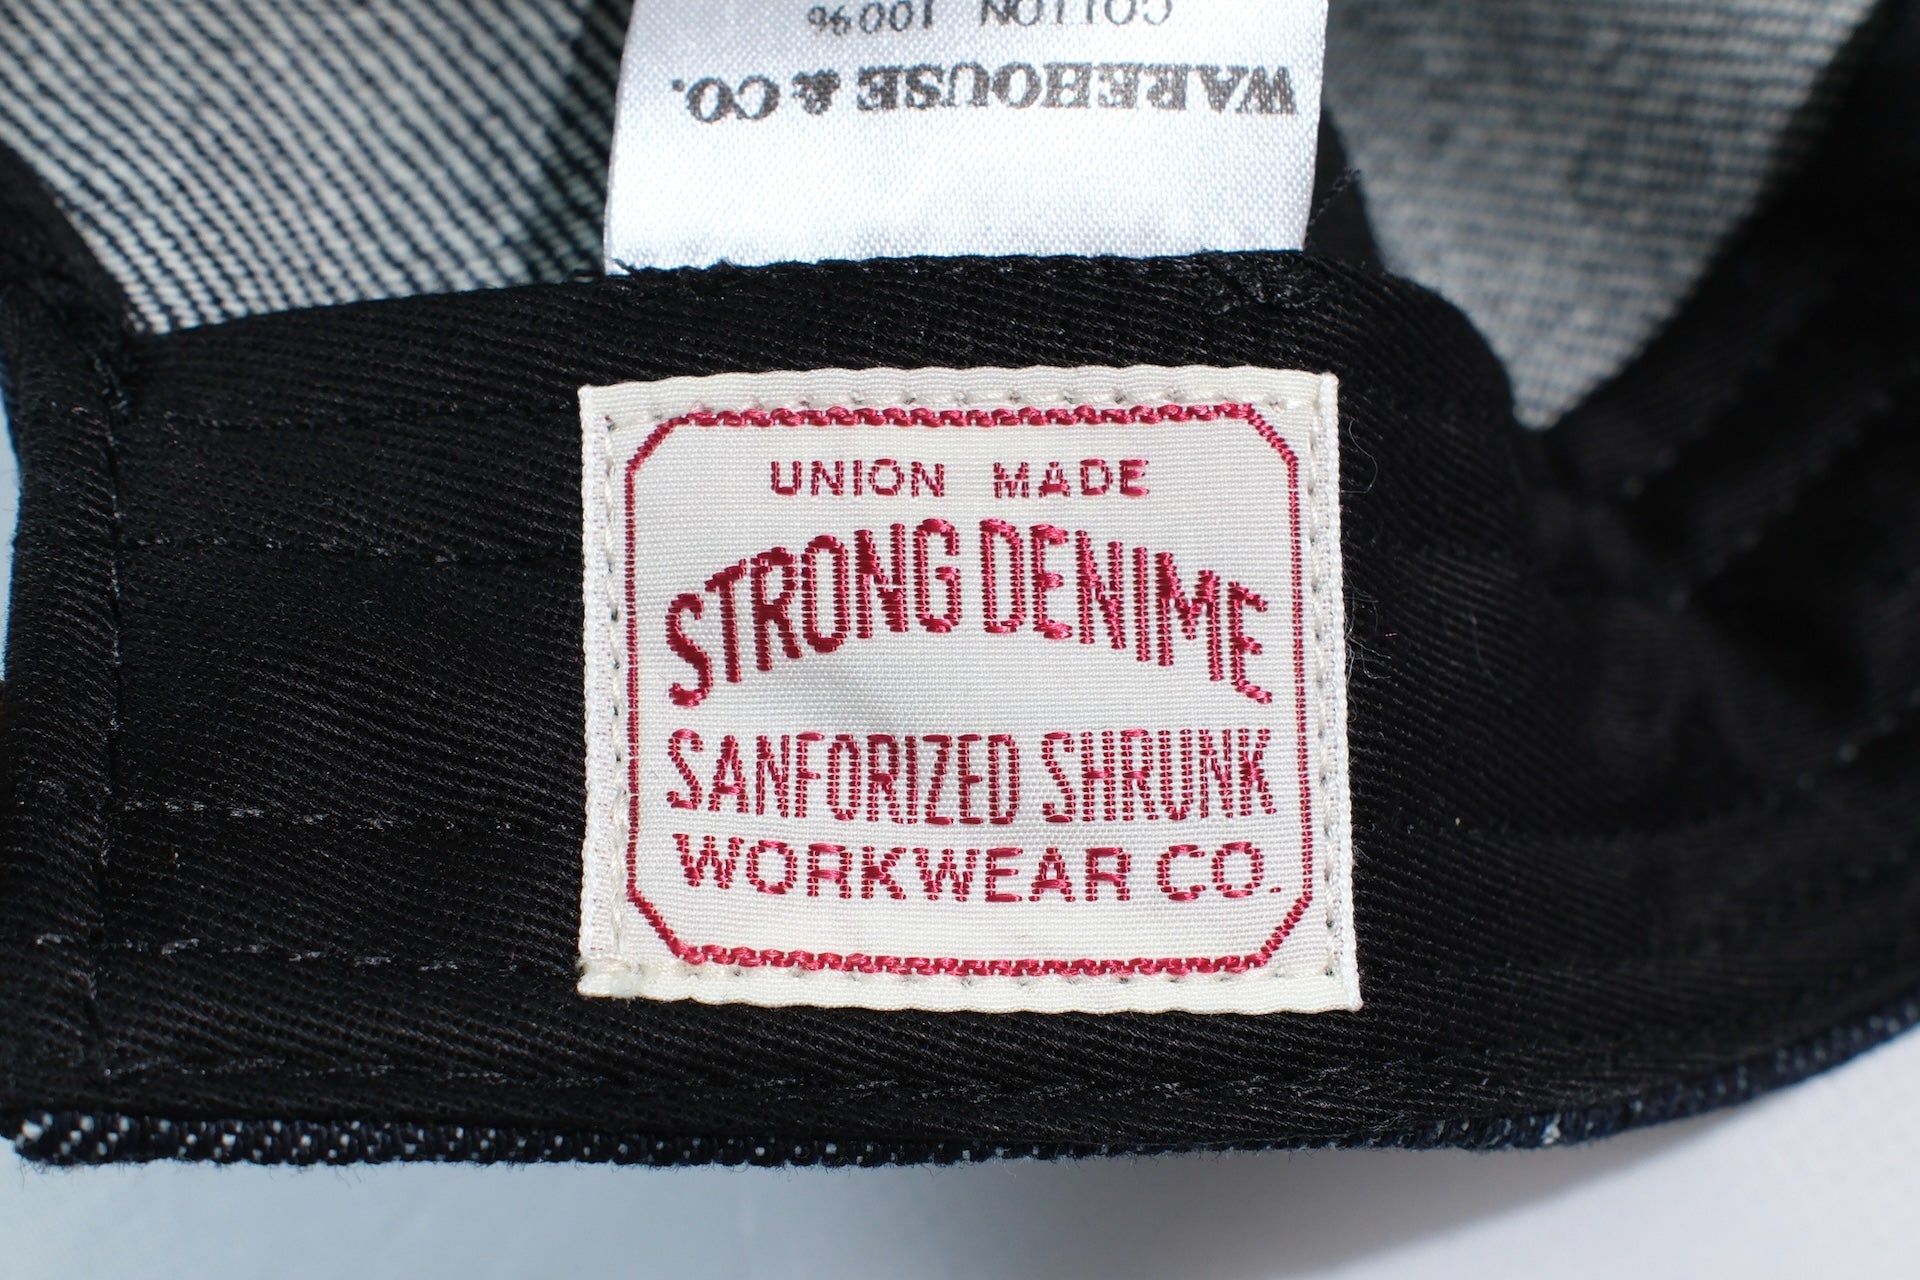 COTTON 100%
WAREHOUSE & CO.
UNION MADE
STRONG DENIME
SANFORIZED SHRUNK
WORKWEAR CO.